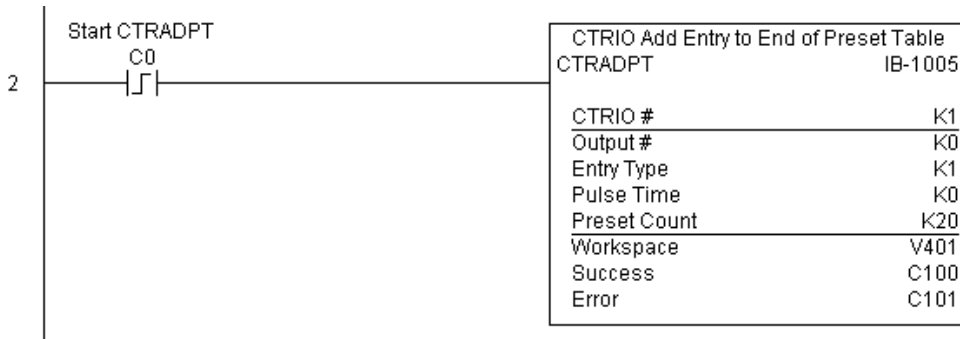 Start CTRADPT
C0
2
CTRIO Add Entry to End of Preset Table
CTRADPT IB-1005
CTRIO # K1
Output # K0
Entry Type K1
Pulse Time K0
Preset Count K20
Workspace V401
Success C100
Error C101